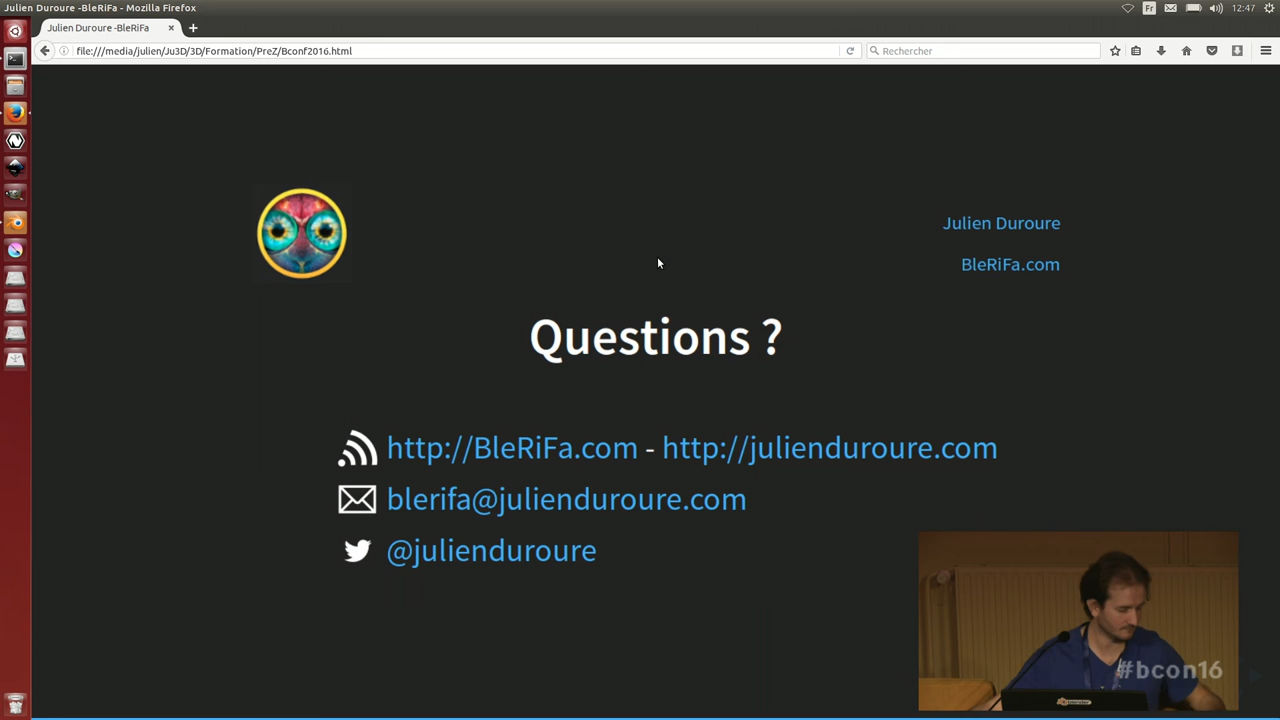 Julien Duroure -BleRiFa - Mozilla Firefox
Fr
12:47
Julien Duroure -BleRiFa
file:///media/julien/Ju3D/3D/Formation/PreZ/Bconf2016.html
Rechercher
Julien Duroure
BleRiFa.com
Questions ?
http://BleRiFa.com - http://julienduroure.com
blerifa@julienduroure.com
@julienduroure
#bcon16